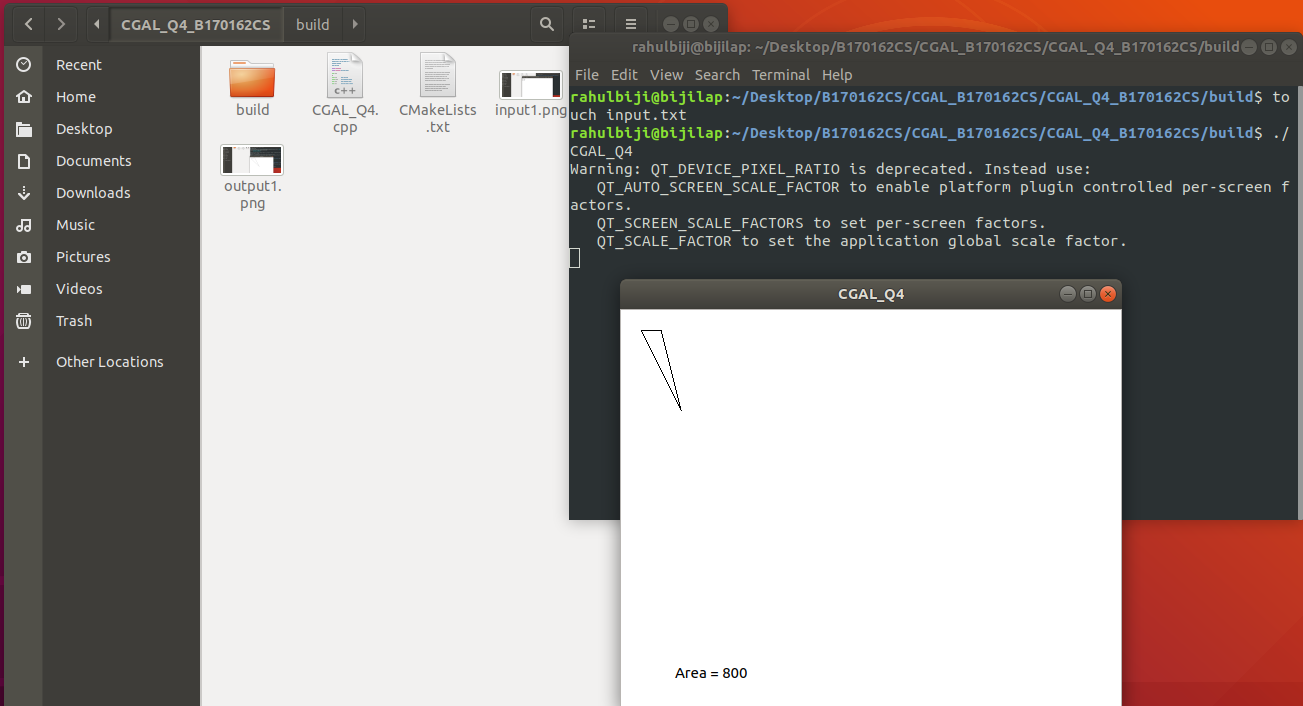 CGAL_Q4_B170162CS build
Recent
Home
Desktop
Documents
Downloads
Music
Pictures
Videos
Trash
Other Locations
build
CGAL_Q4.
cpp
CMakeLists
.txt
input1.png
output1.
png
rahulbiji@bijilap: ~/Desktop/B170162CS/CGAL_B170162CS/CGAL_Q4_B170162CS/build
File Edit View Search Terminal Help
rahulbiji@bijilap:~/Desktop/B170162CS/CGAL_B170162CS/CGAL_Q4_B170162CS/build$ to
uch input.txt
rahulbiji@bijilap:~/Desktop/B170162CS/CGAL_B170162CS/CGAL_Q4_B170162CS/build$ ./
CGAL_Q4
Warning: QT_DEVICE_PIXEL_RATIO is deprecated. Instead use:
QT_AUTO_SCREEN_SCALE_FACTOR to enable platform plugin controlled per-screen f
actors.
QT_SCREEN_SCALE_FACTORS to set per-screen factors.
QT_SCALE_FACTOR to set the application global scale factor.
CGAL_Q4
Area = 800